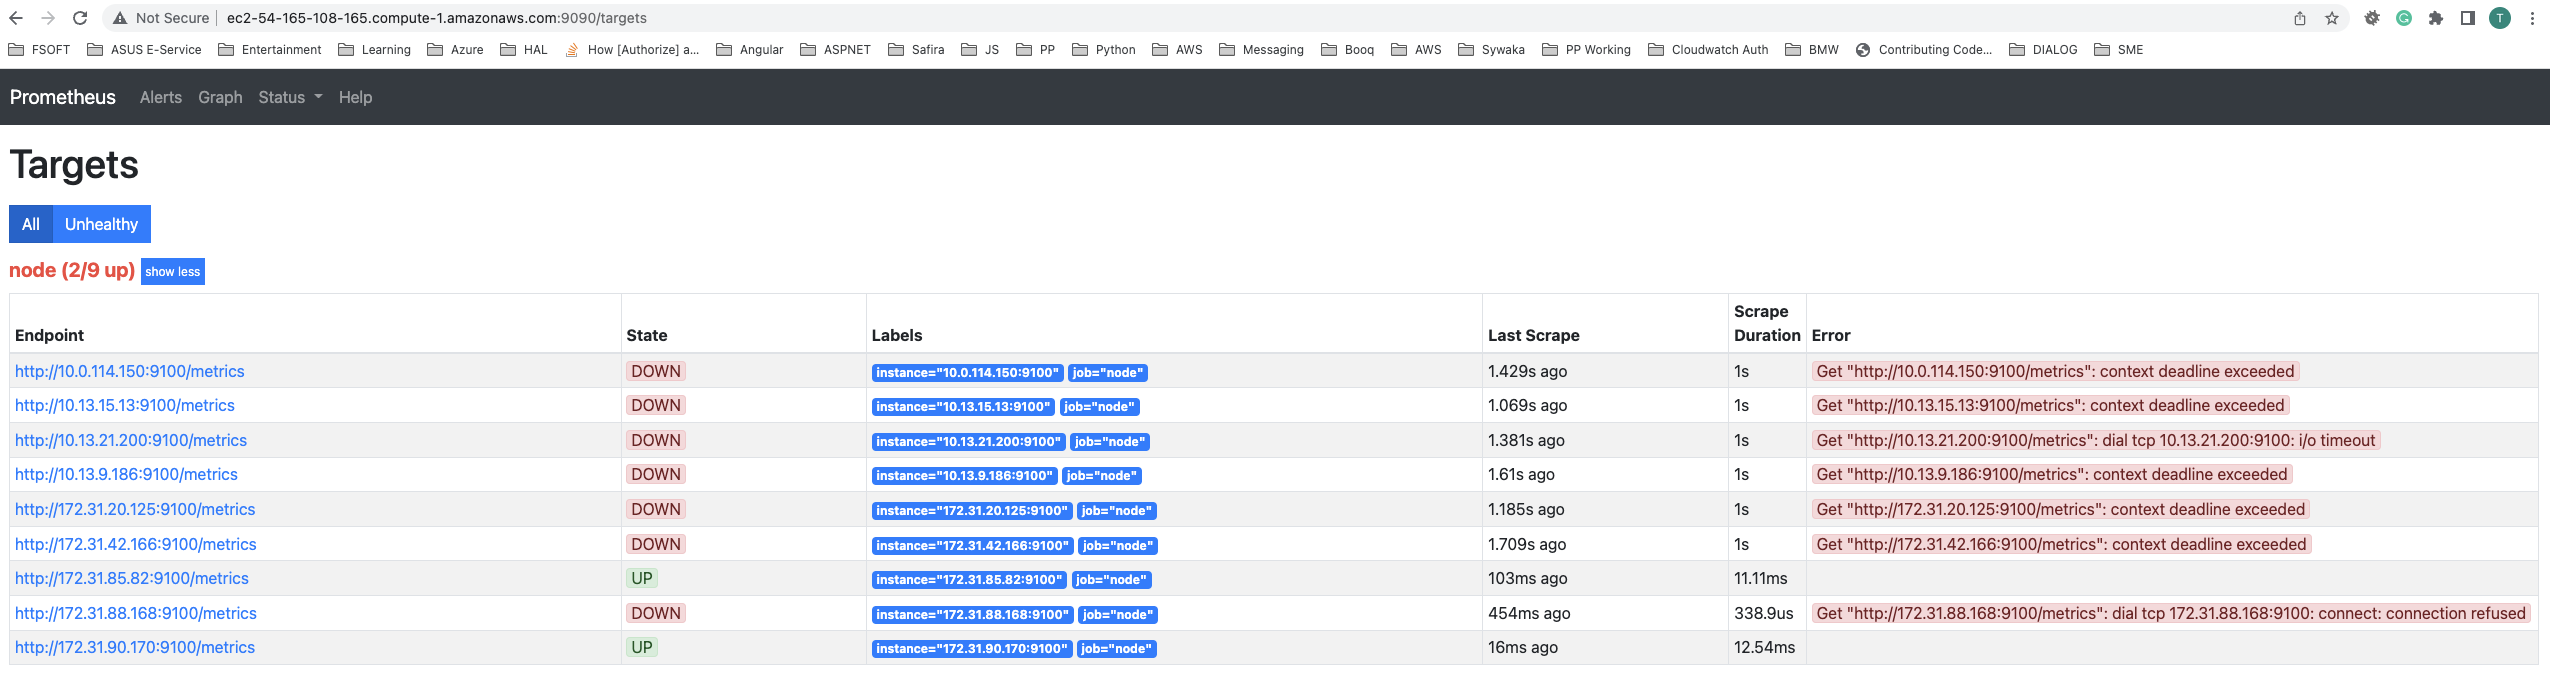 Not Secure ec2-54-165-108-165.compute-1.amazonaws.com:9090/targets T
FSOFT ASUS E-Service Entertainment Learning Azure HAL How [Authorize] a... Angular ASPNET Safira JS PP Python AWS Messaging Booq AWS Sywaka PP Working Cloudwatch Auth BMW Contributing Code... DIALOG SME
Prometheus Alerts Graph Status Help
Targets
All Unhealthy
node (2/9 up) show less
Endpoint State Labels Last Scrape Scrape Duration Error
http://10.0.114.150:9100/metrics DOWN instance="10.0.114.150:9100" job="node" 1.429s ago 1s Get "http://10.0.114.150:9100/metrics": context deadline exceeded
http://10.13.15.13:9100/metrics DOWN instance="10.13.15.13:9100" job="node" 1.069s ago 1s Get "http://10.13.15.13:9100/metrics": context deadline exceeded
http://10.13.21.200:9100/metrics DOWN instance="10.13.21.200:9100" job="node" 1.381s ago 1s Get "http://10.13.21.200:9100/metrics": dial tcp 10.13.21.200:9100: i/o timeout
http://10.13.9.186:9100/metrics DOWN instance="10.13.9.186:9100" job="node" 1.61s ago 1s Get "http://10.13.9.186:9100/metrics": context deadline exceeded
http://172.31.20.125:9100/metrics DOWN instance="172.31.20.125:9100" job="node" 1.185s ago 1s Get "http://172.31.20.125:9100/metrics": context deadline exceeded
http://172.31.42.166:9100/metrics DOWN instance="172.31.42.166:9100" job="node" 1.709s ago 1s Get "http://172.31.42.166:9100/metrics": context deadline exceeded
http://172.31.85.82:9100/metrics UP instance="172.31.85.82:9100" job="node" 103ms ago 11.11ms
http://172.31.88.168:9100/metrics DOWN instance="172.31.88.168:9100" job="node" 454ms ago 338.9us Get "http://172.31.88.168:9100/metrics": dial tcp 172.31.88.168:9100: connect: connection refused
http://172.31.90.170:9100/metrics UP instance="172.31.90.170:9100" job="node" 16ms ago 12.54ms